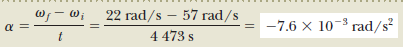 α = (ω_f − ω_i) / t = (22 rad/s − 57 rad/s) / (4 473 s) = −7.6 × 10⁻³ rad/s²